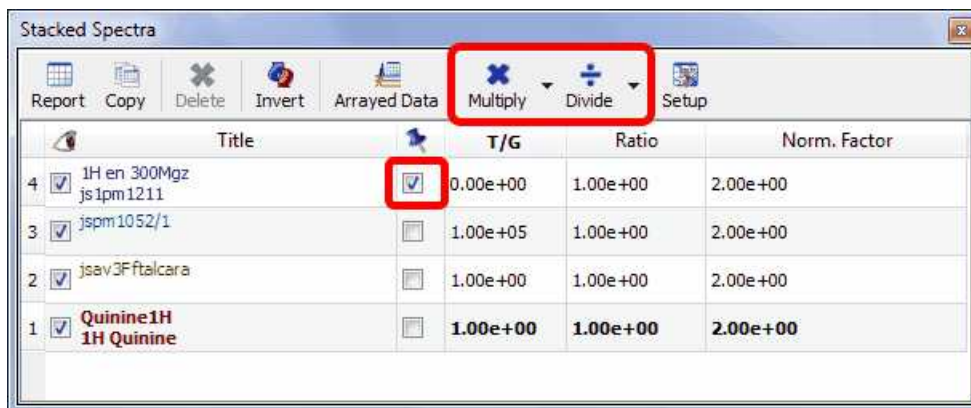 Stacked Spectra
Report Copy Delete Invert Arrayed Data Multiply Divide Setup
Title T/G Ratio Norm. Factor
4 1H en 300Mgz 0.00e+00 1.00e+00 2.00e+00
js1pm1211
3 jspm1052/1 1.00e+05 1.00e+00 2.00e+00
2 jsav3Fftalcara 1.00e+00 1.00e+00 2.00e+00
1 Quinine1H 1.00e+00 1.00e+00 2.00e+00
1H Quinine